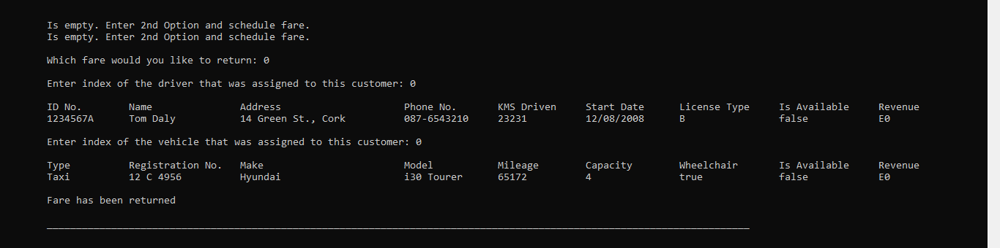 Is empty. Enter 2nd Option and schedule fare.
Is empty. Enter 2nd Option and schedule fare.
Which fare would you like to return: 0
Enter index of the driver that was assigned to this customer: 0
ID No. Name Address Phone No. KMS Driven Start Date License Type Is Available Revenue
1234567A Tom Daly 14 Green St., Cork 087-6543210 23231 12/08/2008 B false E0
Enter index of the vehicle that was assigned to this customer: 0
Type Registration No. Make Model Mileage Capacity Wheelchair Is Available Revenue
Taxi 12 C 4956 Hyundai i30 Tourer 65172 4 true false E0
Fare has been returned